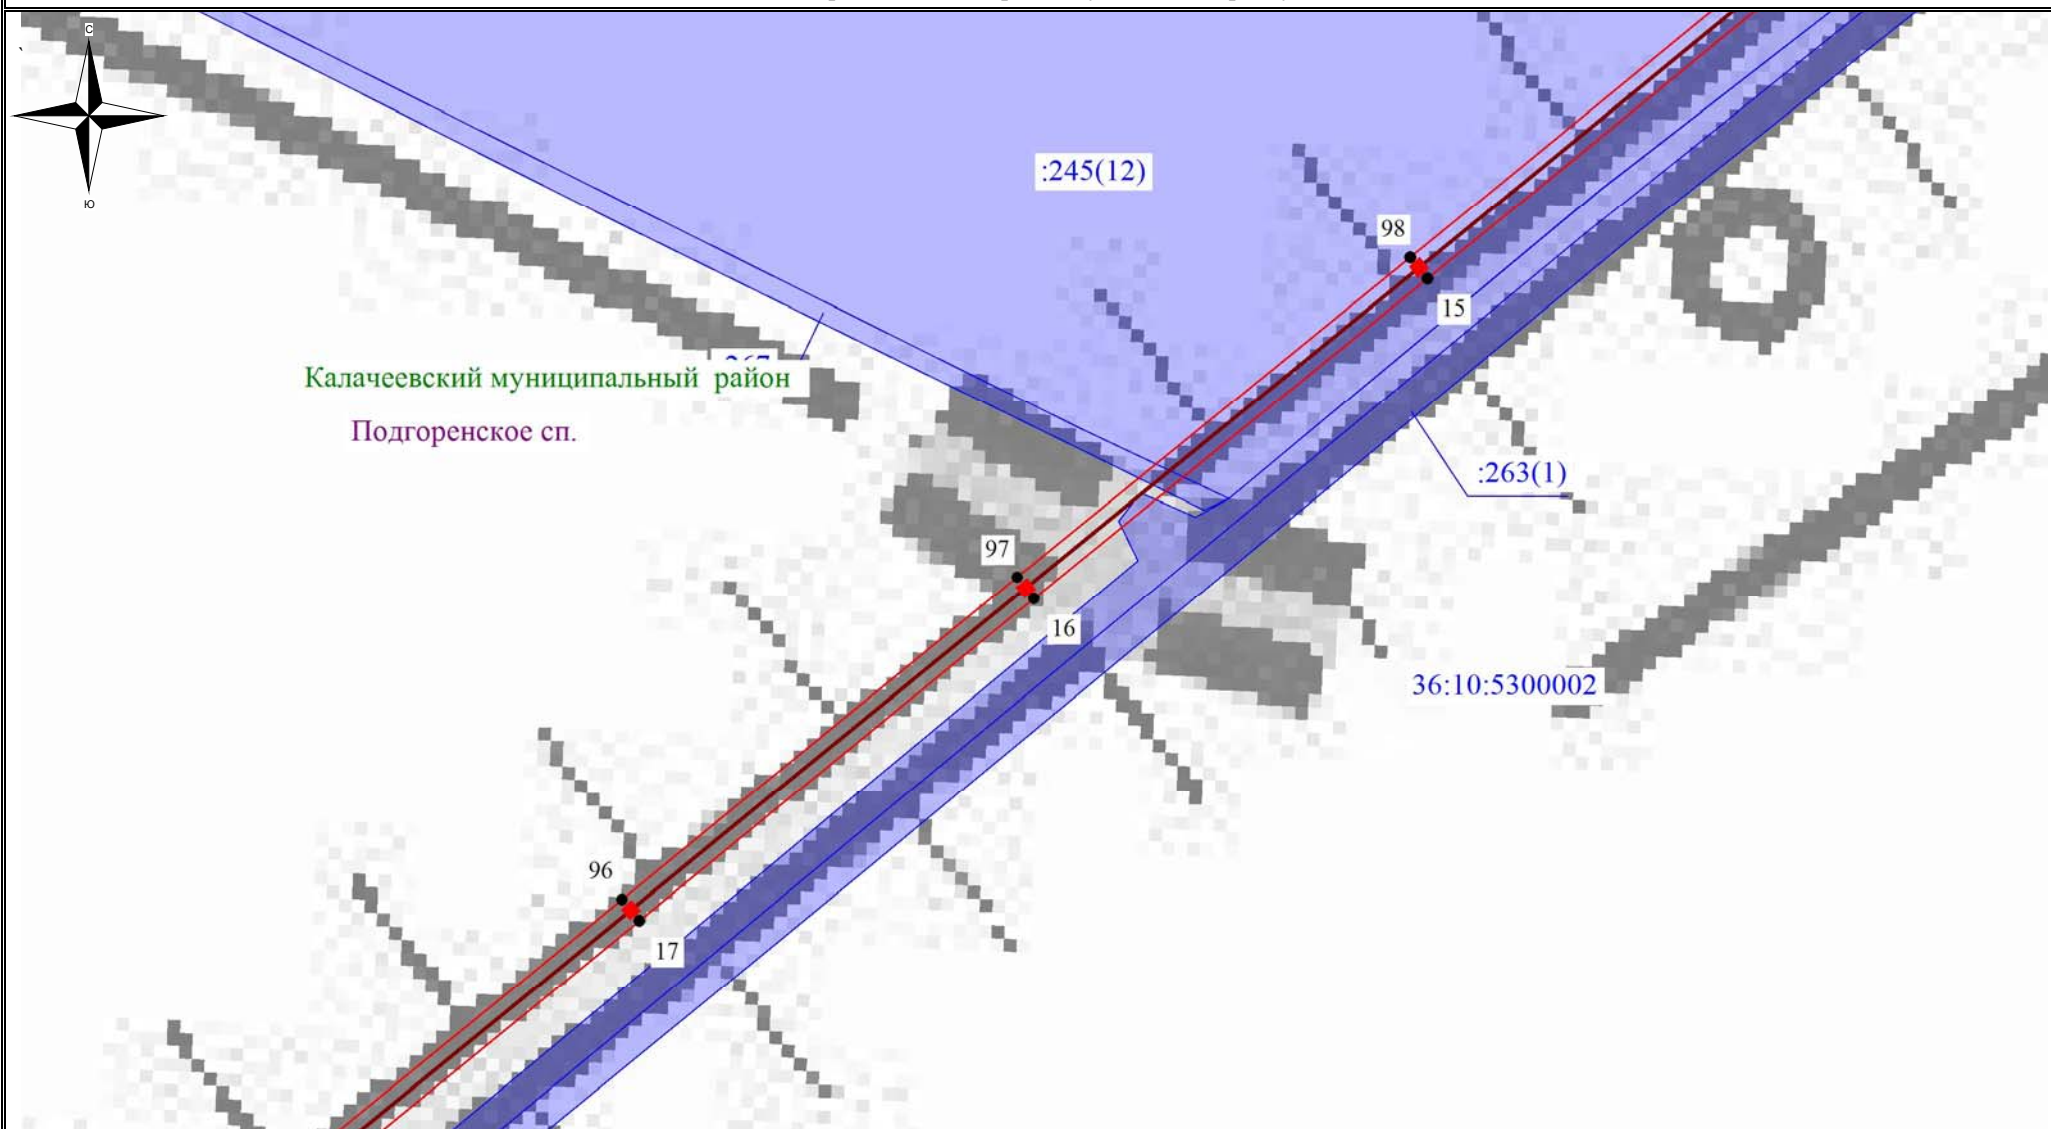 С
Ю
:245(12)
98
15
Калачеевский муниципальный район
Подгоренское сп.
:263(1)
97
16
36:10:5300002
96
17